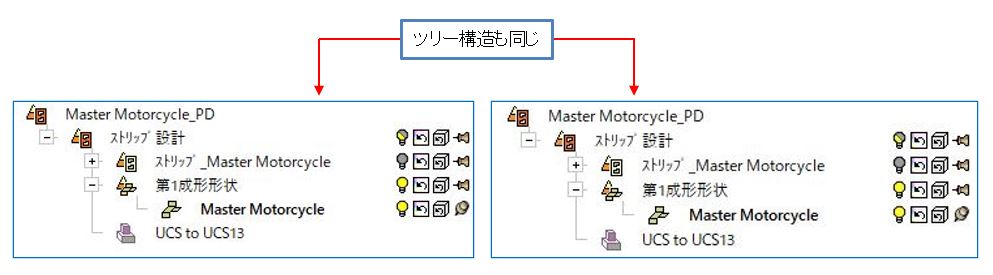 ツリー構造も同じ
Master Motorcycle_PD
ｽﾄﾘｯﾌﾟ設計
ｽﾄﾘｯﾌﾟ_Master Motorcycle
第1成形形状
Master Motorcycle
UCS to UCS13
Master Motorcycle_PD
ｽﾄﾘｯﾌﾟ設計
ｽﾄﾘｯﾌﾟ_Master Motorcycle
第1成形形状
Master Motorcycle
UCS to UCS13